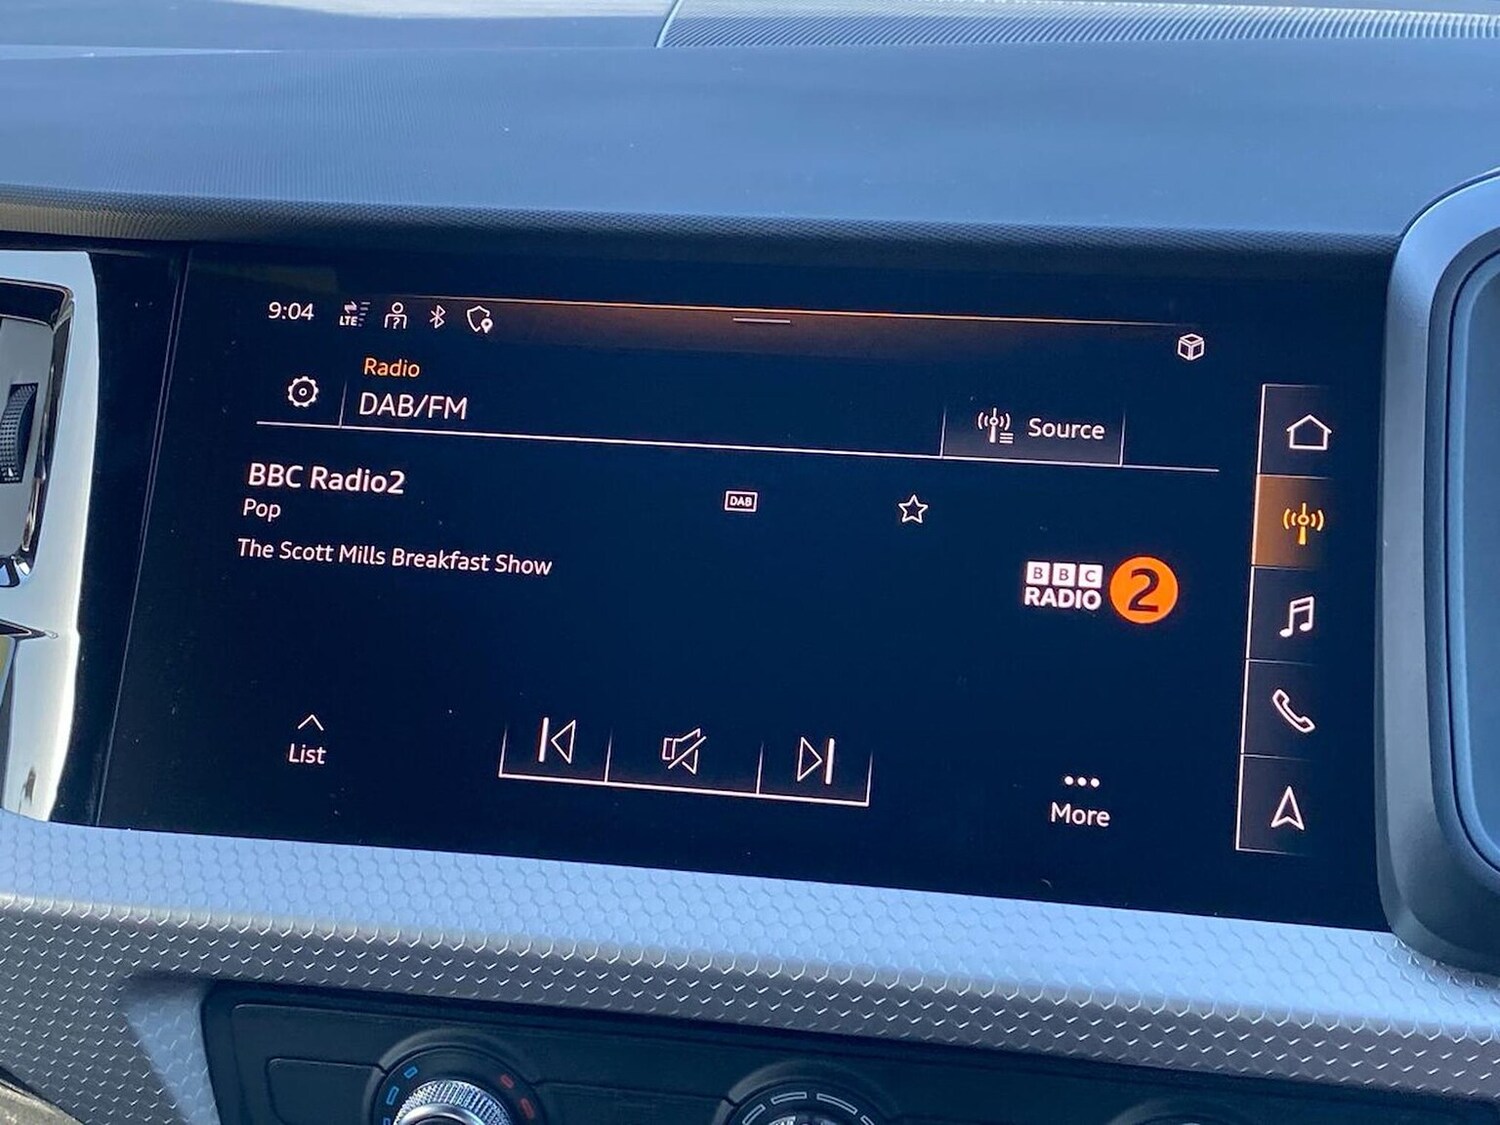 9:04 LTE
Radio
DAB/FM
Source
BBC Radio2
Pop
DAB
The Scott Mills Breakfast Show
BBC
RADIO 2
List
More